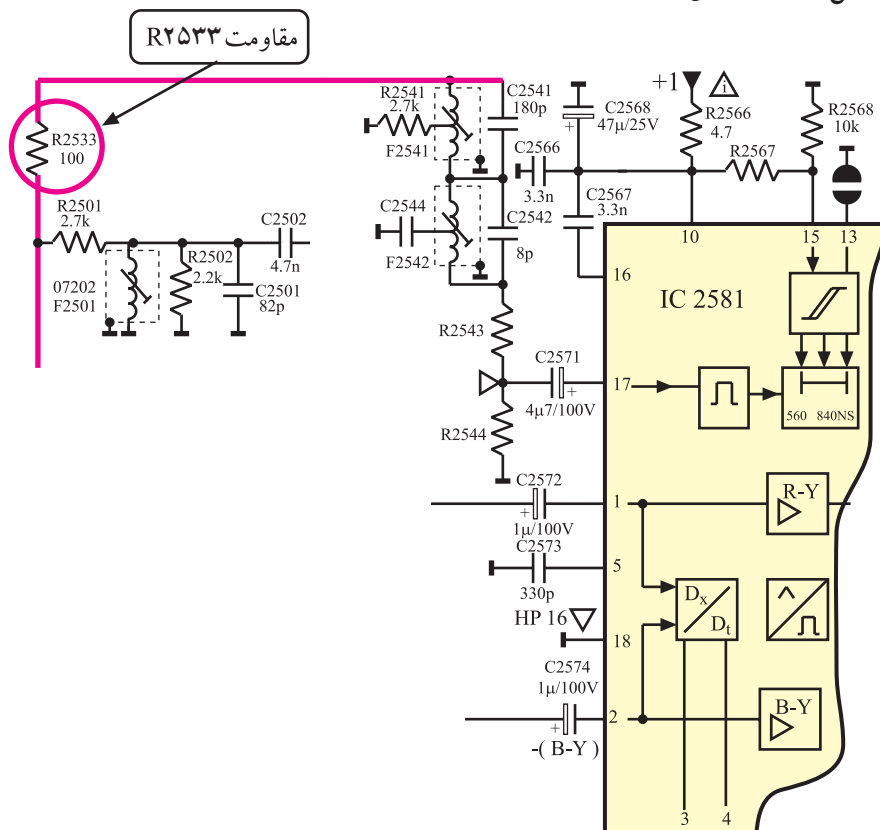 مقاومت R۲۵۳۳
R2533
100
R2501
2.7k
C2502
4.7n
R2502
2.2k
C2501
82p
07202
F2501
R2541
2.7k
F2541
C2541
180p
C2544
F2542
C2542
8p
C2566
3.3n
C2568
47µ/25V
+
C2567
3.3n
+1
i
R2566
4.7
R2567
R2568
10k
10
15
13
16
IC 2581
R2543
C2571
+
4µ7/100V
17
560 840NS
R2544
C2572
+
1µ/100V
1
R-Y
C2573
330p
5
Dx
Dt
HP 16
18
C2574
1µ/100V
+
2
-( B-Y )
B-Y
3
4